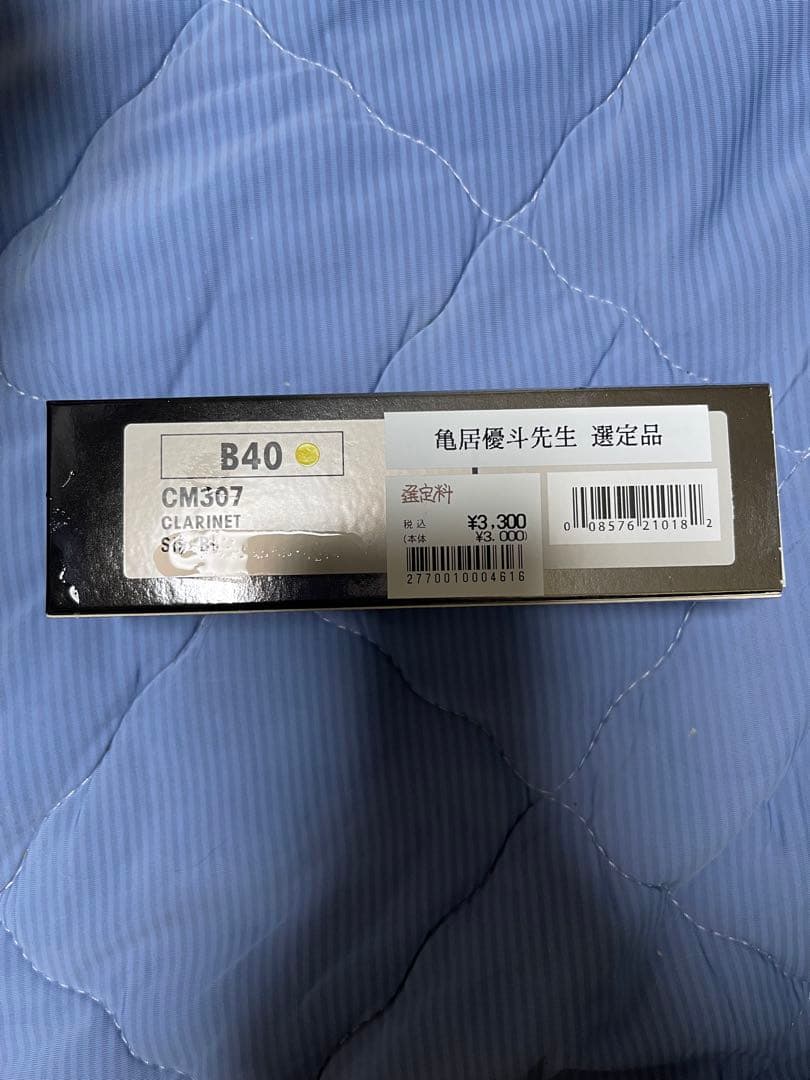 B40
CM307
CLARINET
亀居優斗先生 選定品
選定料
税込 ¥3,300
(本体 ¥3.000)
2770010004616
0 08576 21018 2